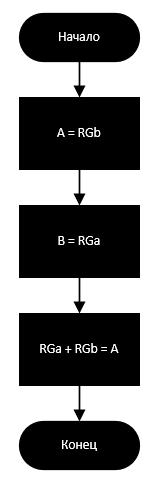 Начало
A = RGb
B = RGa
RGa + RGb = A
Конец